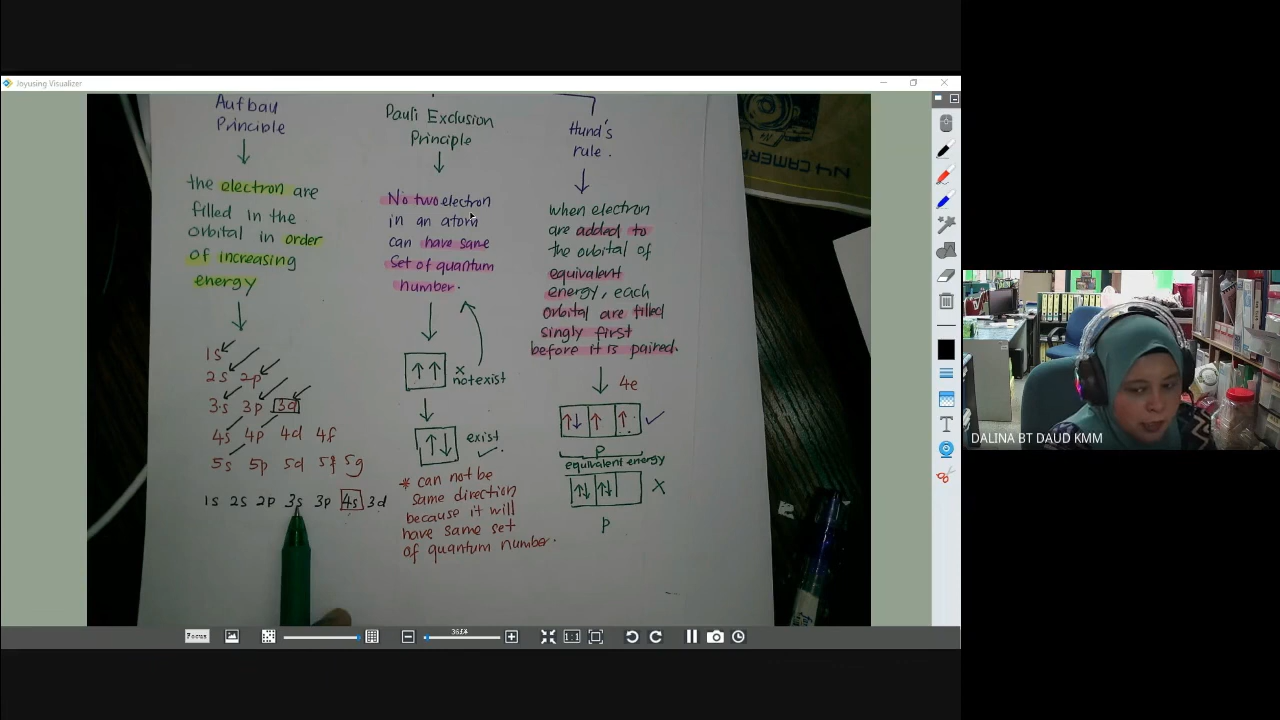 Joyusing Visualizer
Aufbau
Principle
the electron are
filled in the
orbital in order
of increasing
energy
1s
2s 2p
3s 3p 3d
4s 4p 4d 4f
5s 5p 5d 5f 5g
1s 2s 2p 3s 3p 4s 3d
Pauli Exclusion
Principle
No two electron
in an atom
can have same
set of quantum
number.
x
not exist
exist
* can not be
same direction
because it will
have same set
of quantum number.
Hund's
rule.
when electron
are added to
the orbital of
equivalent
energy, each
orbital are filled
singly first
before it is paired.
4e
p
equivalent energy
x
p
NY CAMERA
DALINA BT DAUD KMM
Focus
1:1